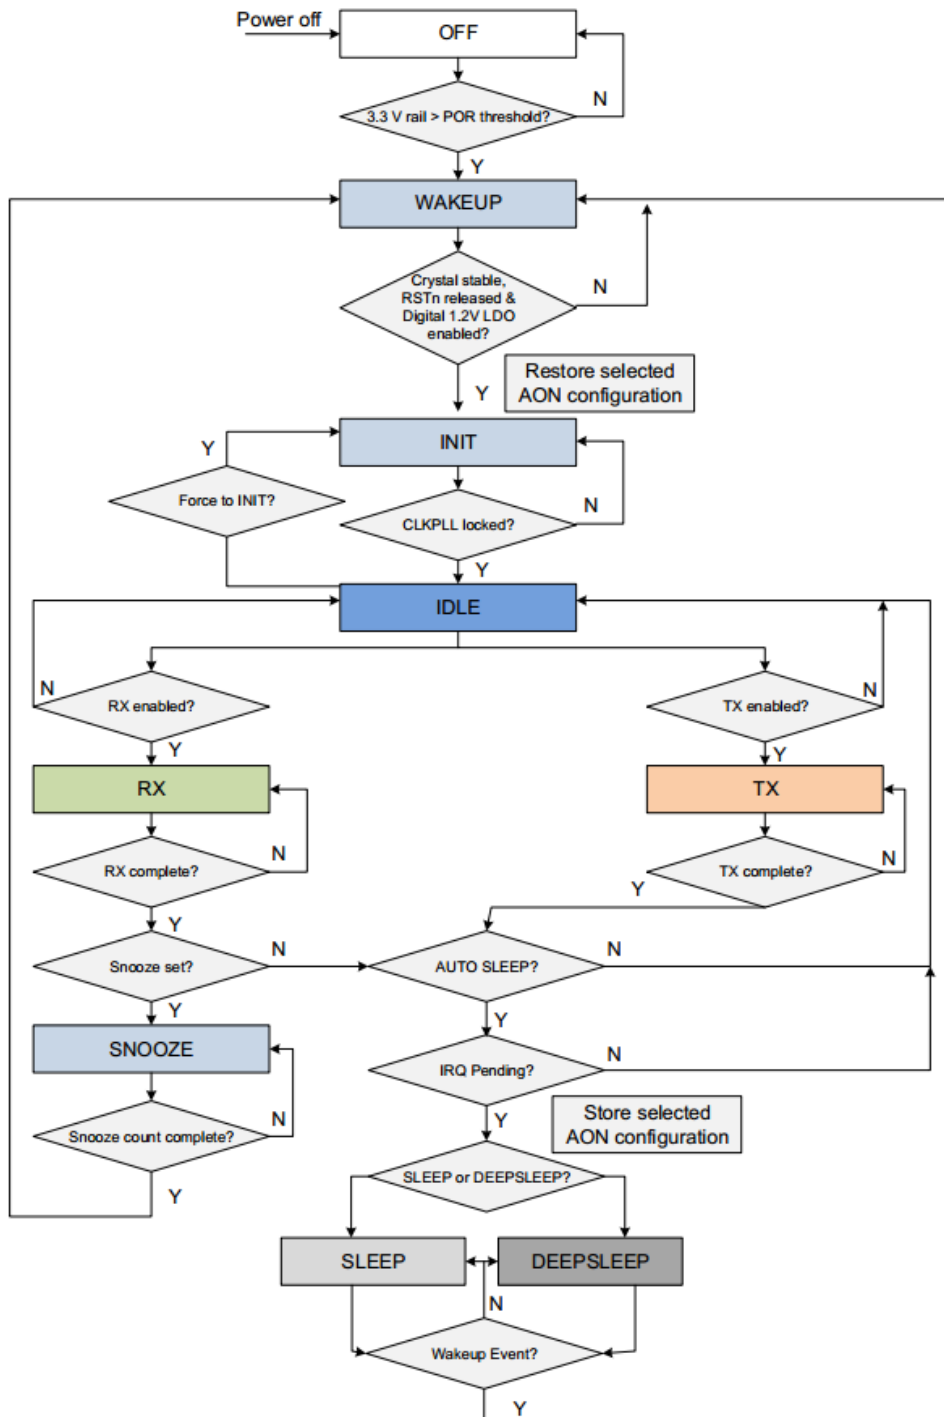 Power off
OFF
N
3.3 V rail > POR threshold?
Y
WAKEUP
Crystal stable,
RSTn released &
Digital 1.2V LDO
enabled?
N
Restore selected
AON configuration
Y
INIT
Y
Force to INIT?
CLKPLL locked?
N
Y
IDLE
N
RX enabled?
TX enabled?
N
Y
Y
RX
TX
RX complete?
N
TX complete?
N
Y
Y
Snooze set?
N
AUTO SLEEP?
N
Y
Y
SNOOZE
IRQ Pending?
N
Snooze count complete?
N
Y
Store selected
AON configuration
Y
SLEEP or DEEPSLEEP?
SLEEP
DEEPSLEEP
N
Wakeup Event?
Y